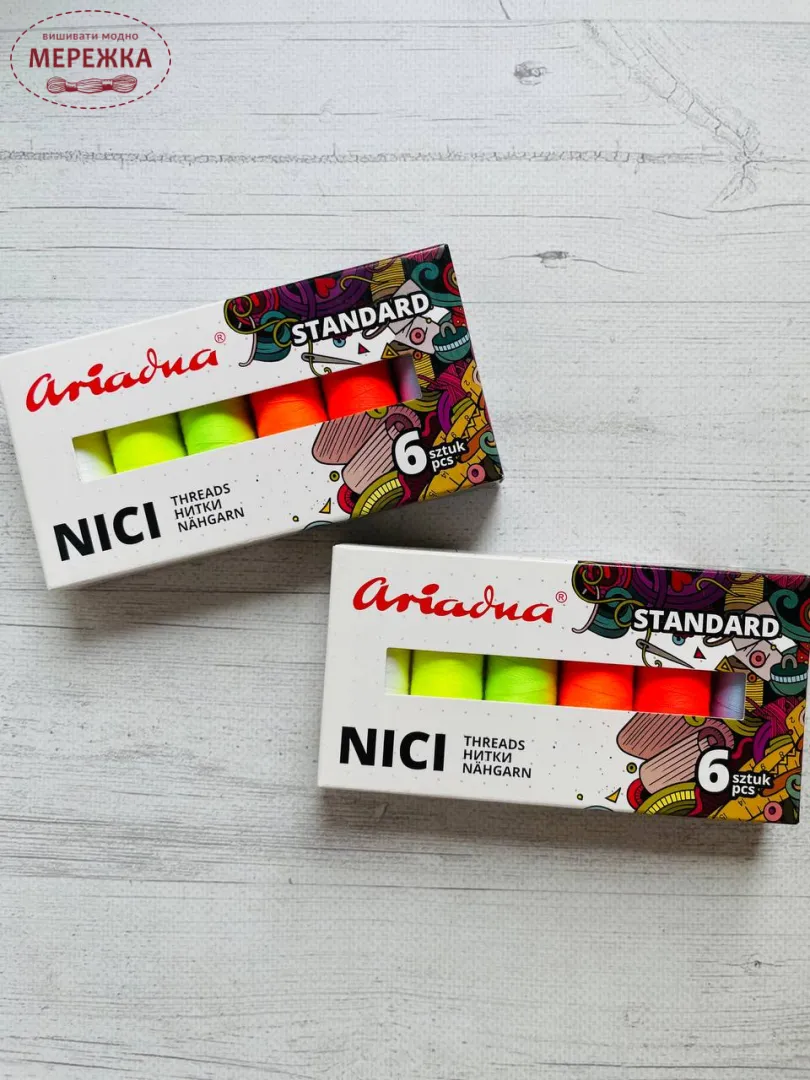 вишивати модно
МЕРЕЖКА
Ariadna®
STANDARD
6 sztuk
pcs
NICI
THREADS
НИТКИ
NÄHGARN
Ariadna®
STANDARD
6 sztuk
pcs
NICI
THREADS
НИТКИ
NÄHGARN